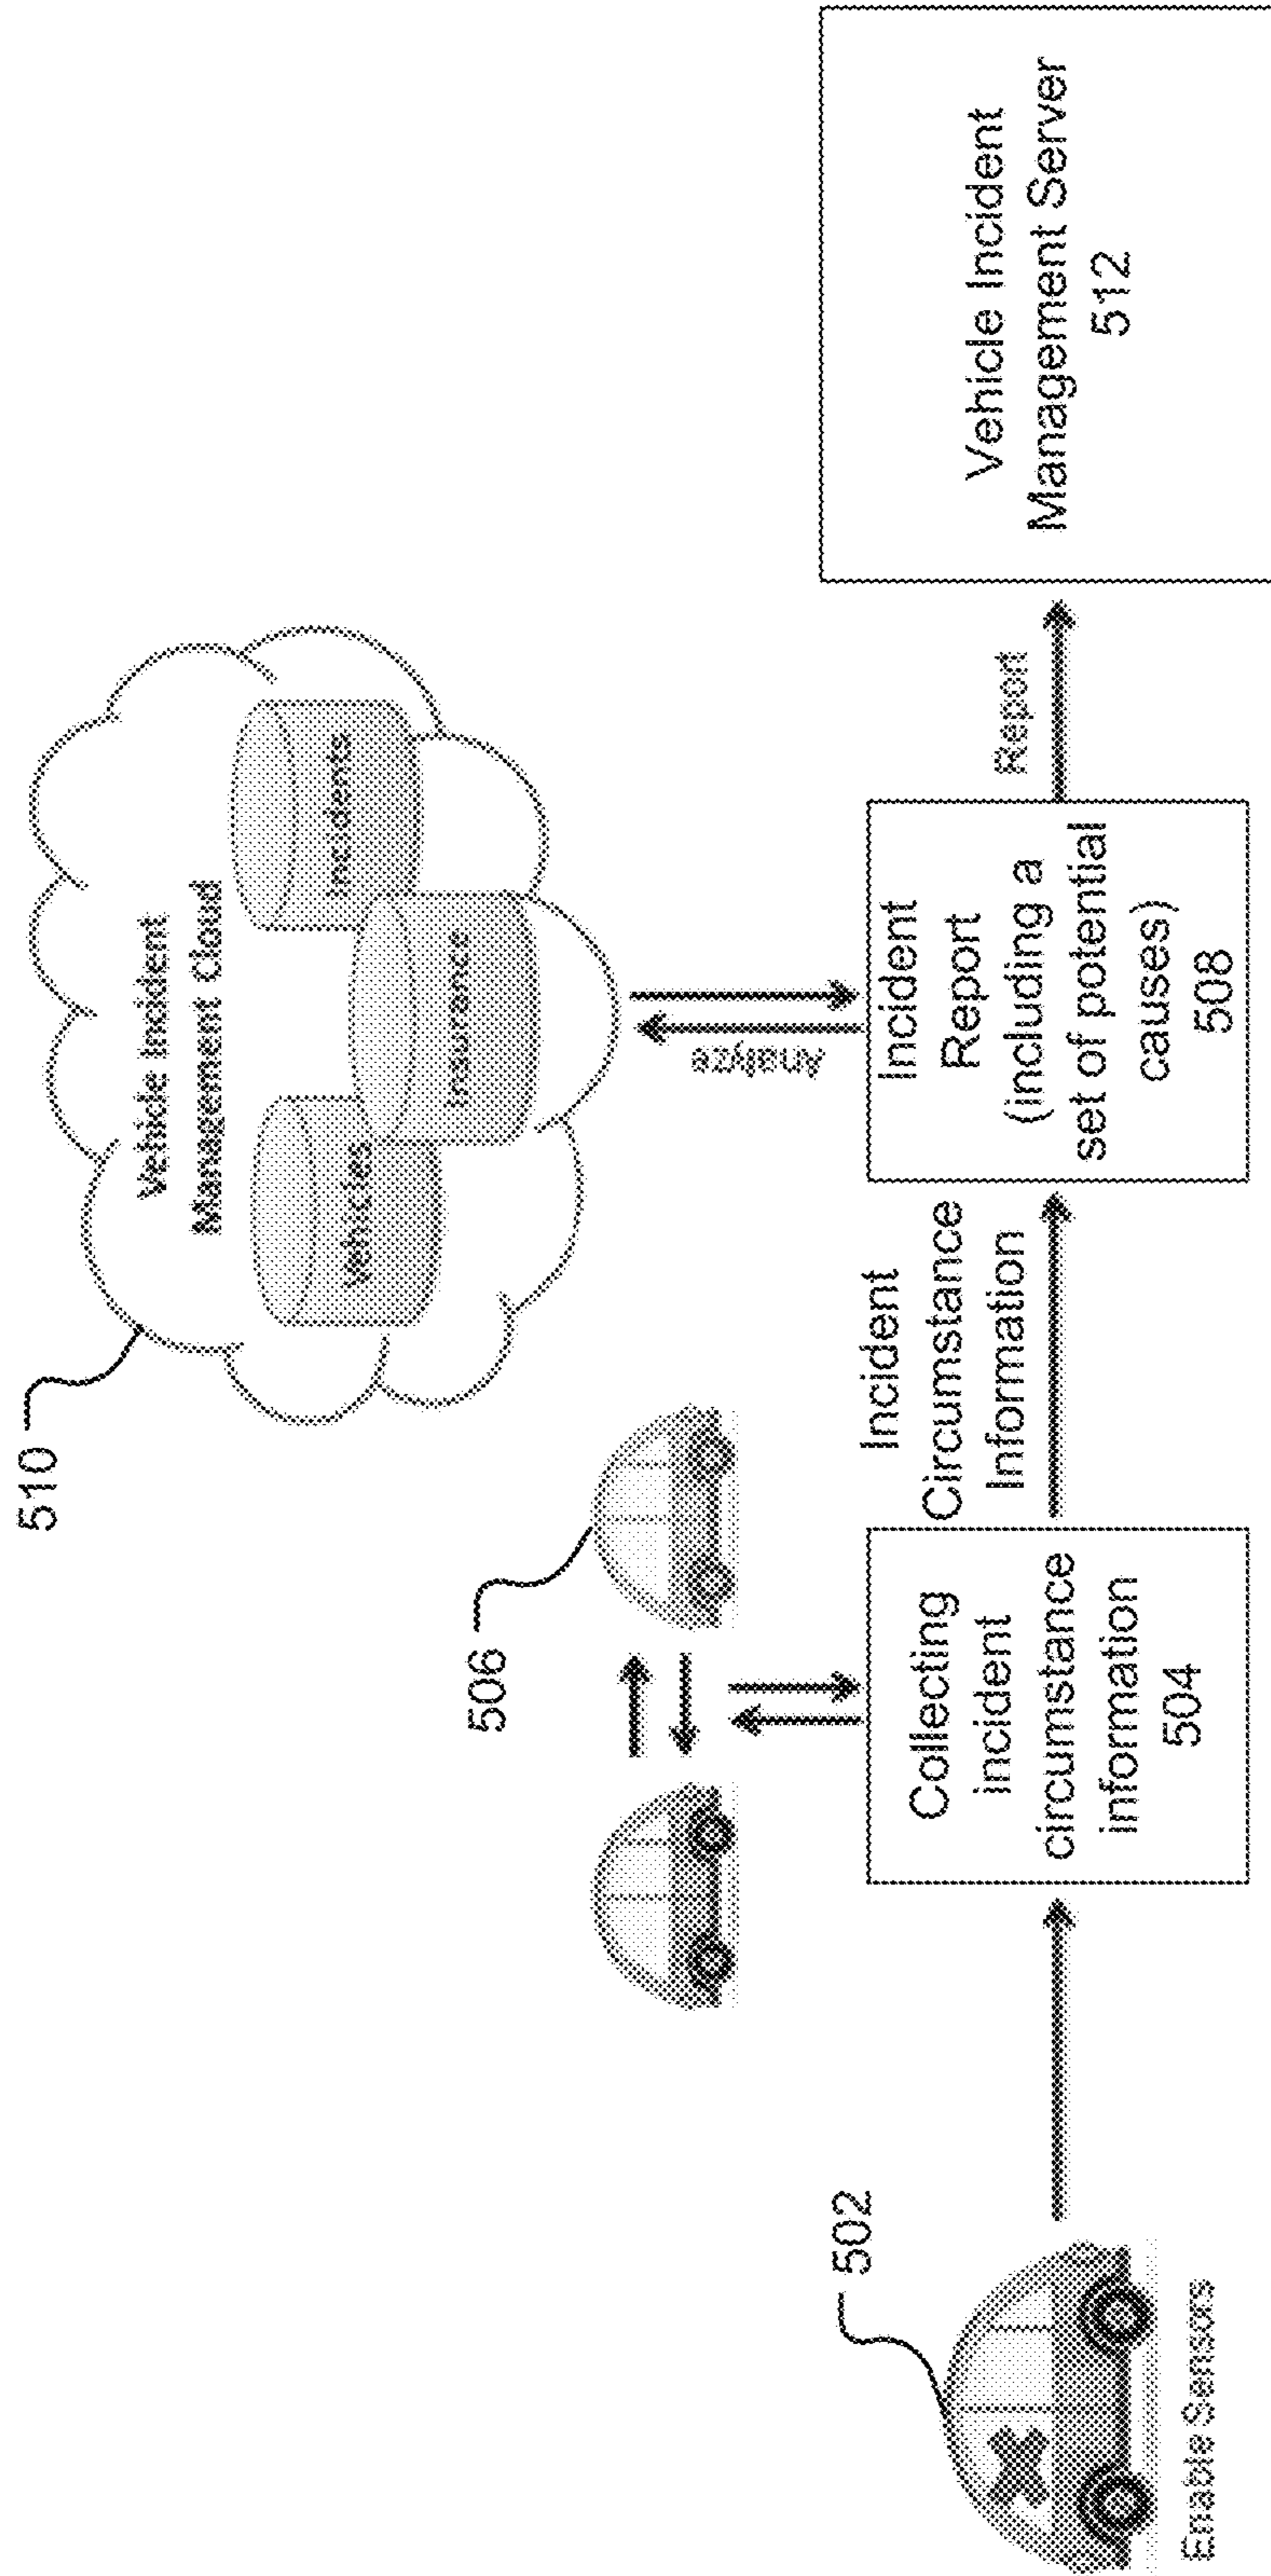 510
Vehicle Incident
Management Cloud
Vehicles
Insurance
Incidents
506
502
Enable Sensors
Collecting
incident
circumstance
information
504
Incident
Circumstance
Information
Analyze
Incident
Report
(including a
set of potential
causes)
508
Report
Vehicle Incident
Management Server
512